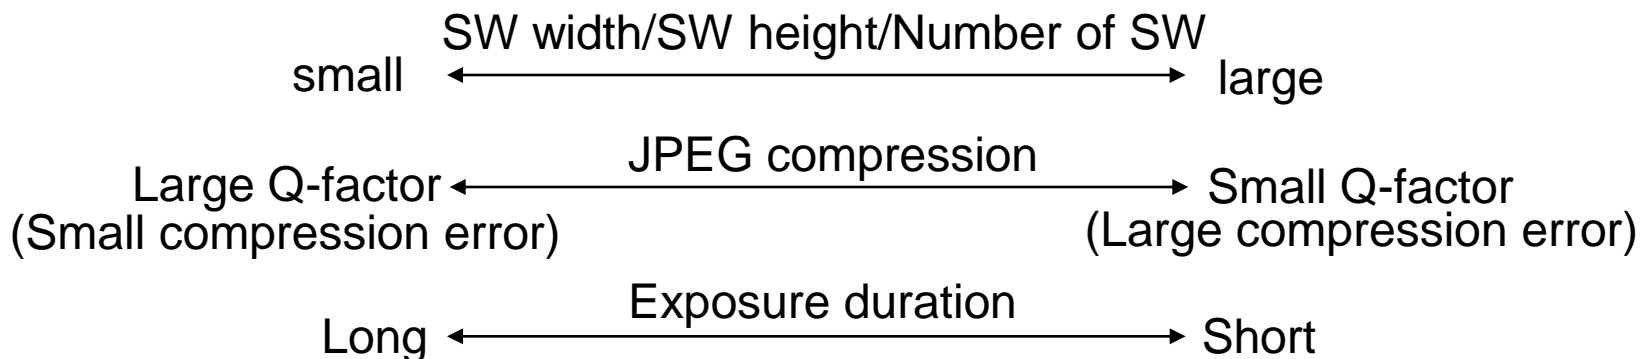 SW width/SW height/Number of SW
small large
JPEG compression
Large Q-factor Small Q-factor
(Small compression error) (Large compression error)
Exposure duration
Long Short